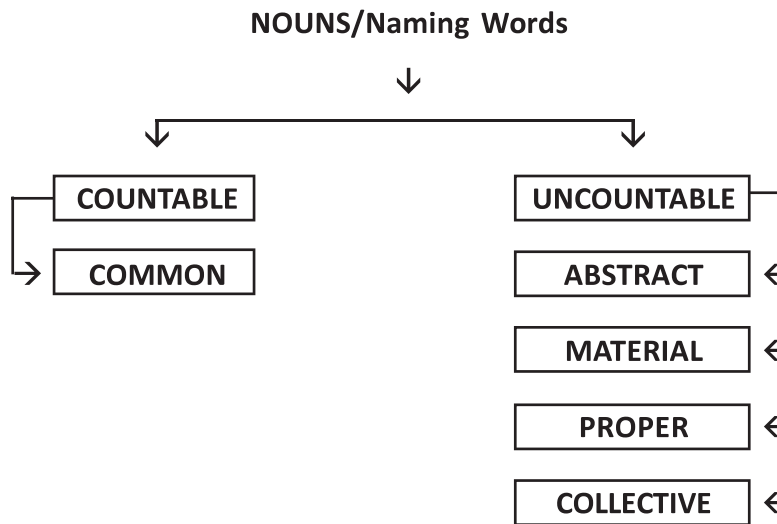 NOUNS/Naming Words
COUNTABLE
UNCOUNTABLE
COMMON
ABSTRACT
MATERIAL
PROPER
COLLECTIVE